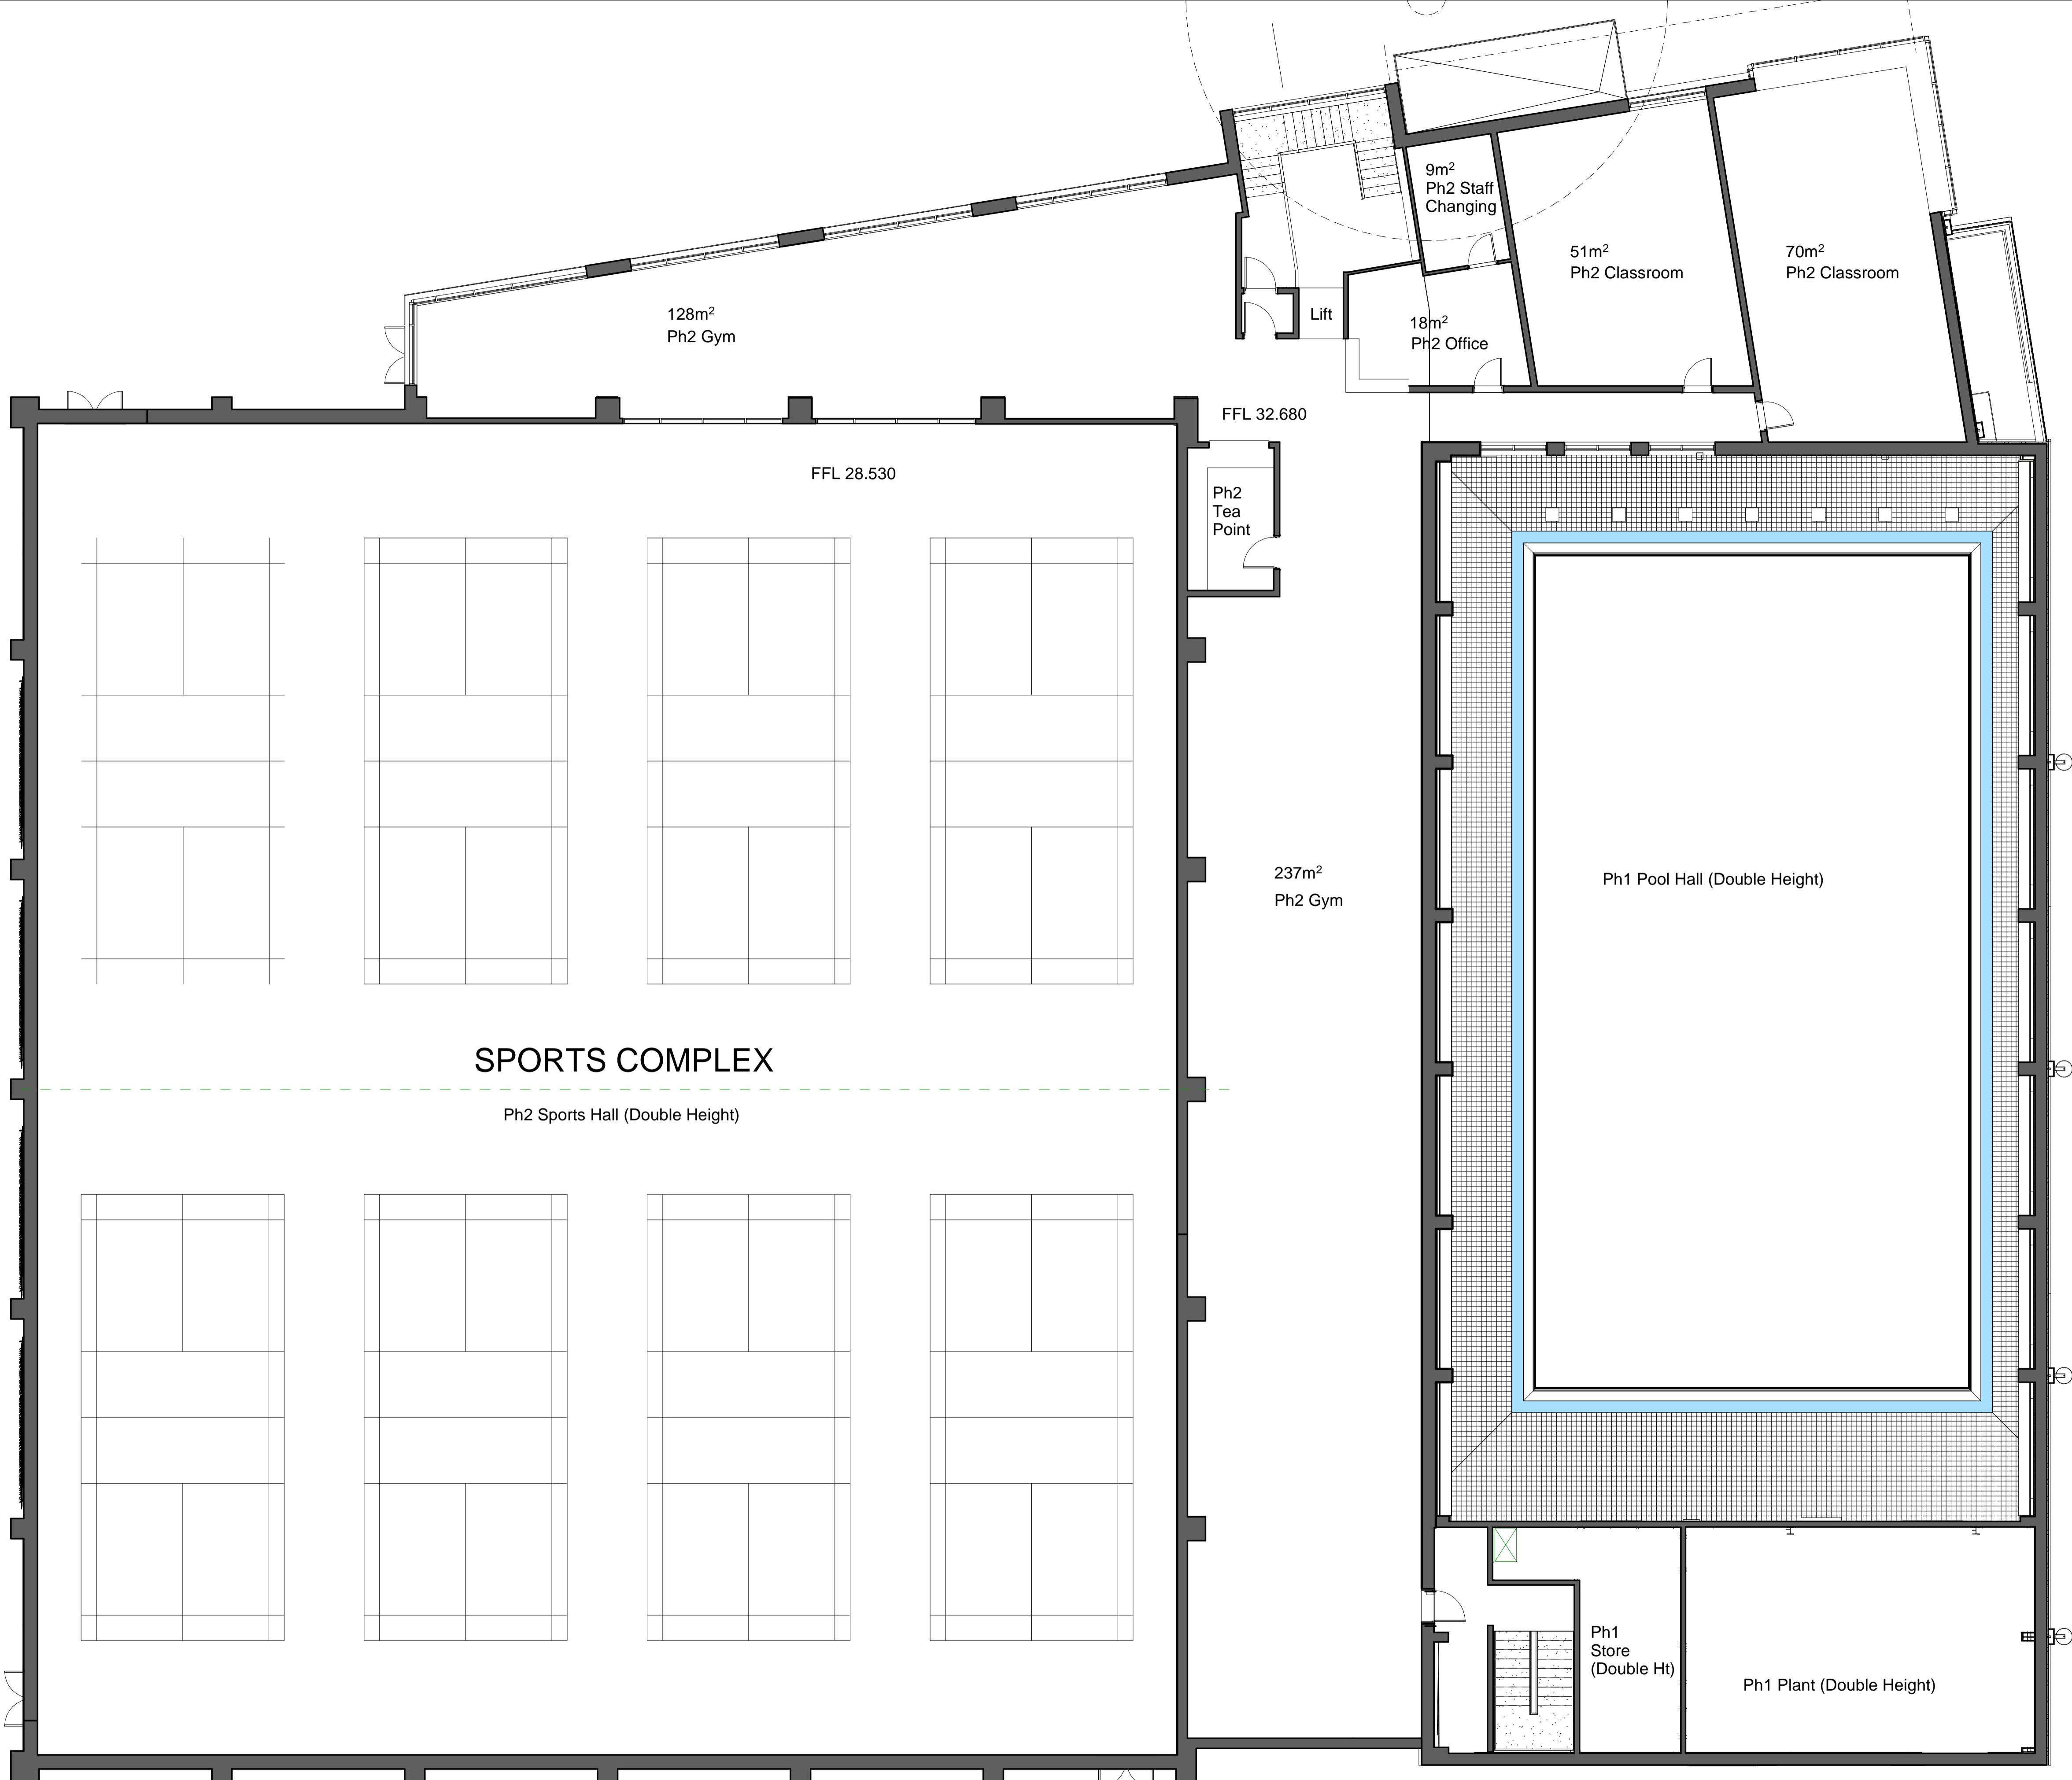 9m²
Ph2 Staff
Changing
51m²
Ph2 Classroom
70m²
Ph2 Classroom
128m²
Ph2 Gym
Lift
18m²
Ph2 Office
FFL 32.680
FFL 28.530
Ph2
Tea
Point
237m²
Ph2 Gym
Ph1 Pool Hall (Double Height)
SPORTS COMPLEX
Ph2 Sports Hall (Double Height)
Ph1
Store
(Double Ht)
Ph1 Plant (Double Height)